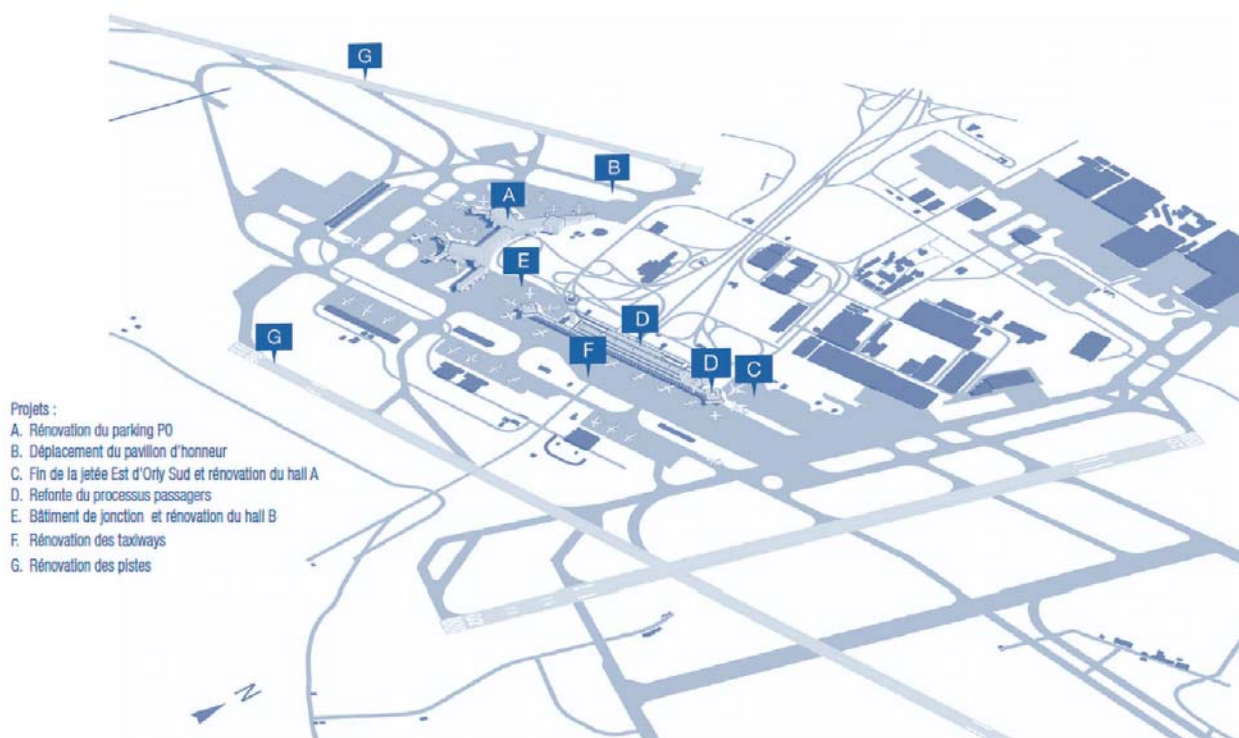 G
B
A
E
D
G
F
D
C
Projets :
A. Rénovation du parking P0
B. Déplacement du pavillon d'honneur
C. Fin de la jetée Est d'Orly Sud et rénovation du hall A
D. Refonte du processus passagers
E. Bâtiment de jonction et rénovation du hall B
F. Rénovation des taxiways
G. Rénovation des pistes
N